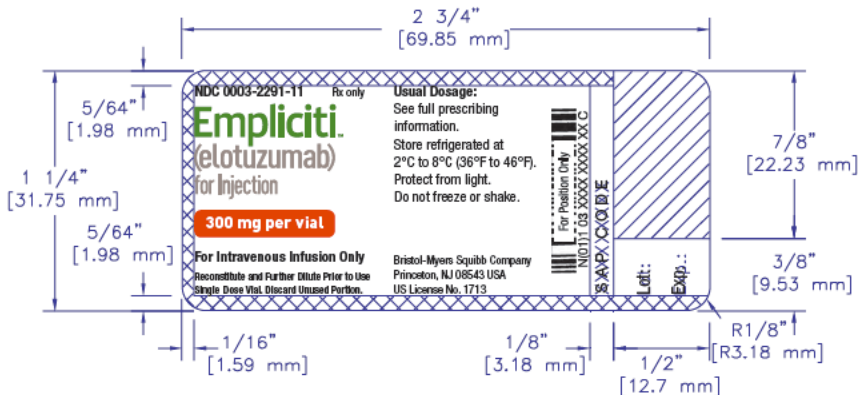 2 3/4"
[69.85 mm]
5/64"
[1.98 mm]
1 1/4"
[31.75 mm]
5/64"
[1.98 mm]
NDC 0003-2291-11 Rx only
Empliciti™
(elotuzumab)
for Injection
300 mg per vial
For Intravenous Infusion Only
Reconstitute and Further Dilute Prior to Use
Single Dose Vial. Discard Unused Portion.
Usual Dosage:
See full prescribing
information.
Store refrigerated at
2°C to 8°C (36°F to 46°F).
Protect from light.
Do not freeze or shake.
Bristol-Myers Squibb Company
Princeton, NJ 08543 USA
US License No. 1713
For Position Only
N(01)1 03 XXXX XXXX XX C
SAP CODE
Lot:
Exp.:
7/8"
[22.23 mm]
3/8"
[9.53 mm]
R1/8"
[R3.18 mm]
1/16"
[1.59 mm]
1/8"
[3.18 mm]
1/2"
[12.7 mm]